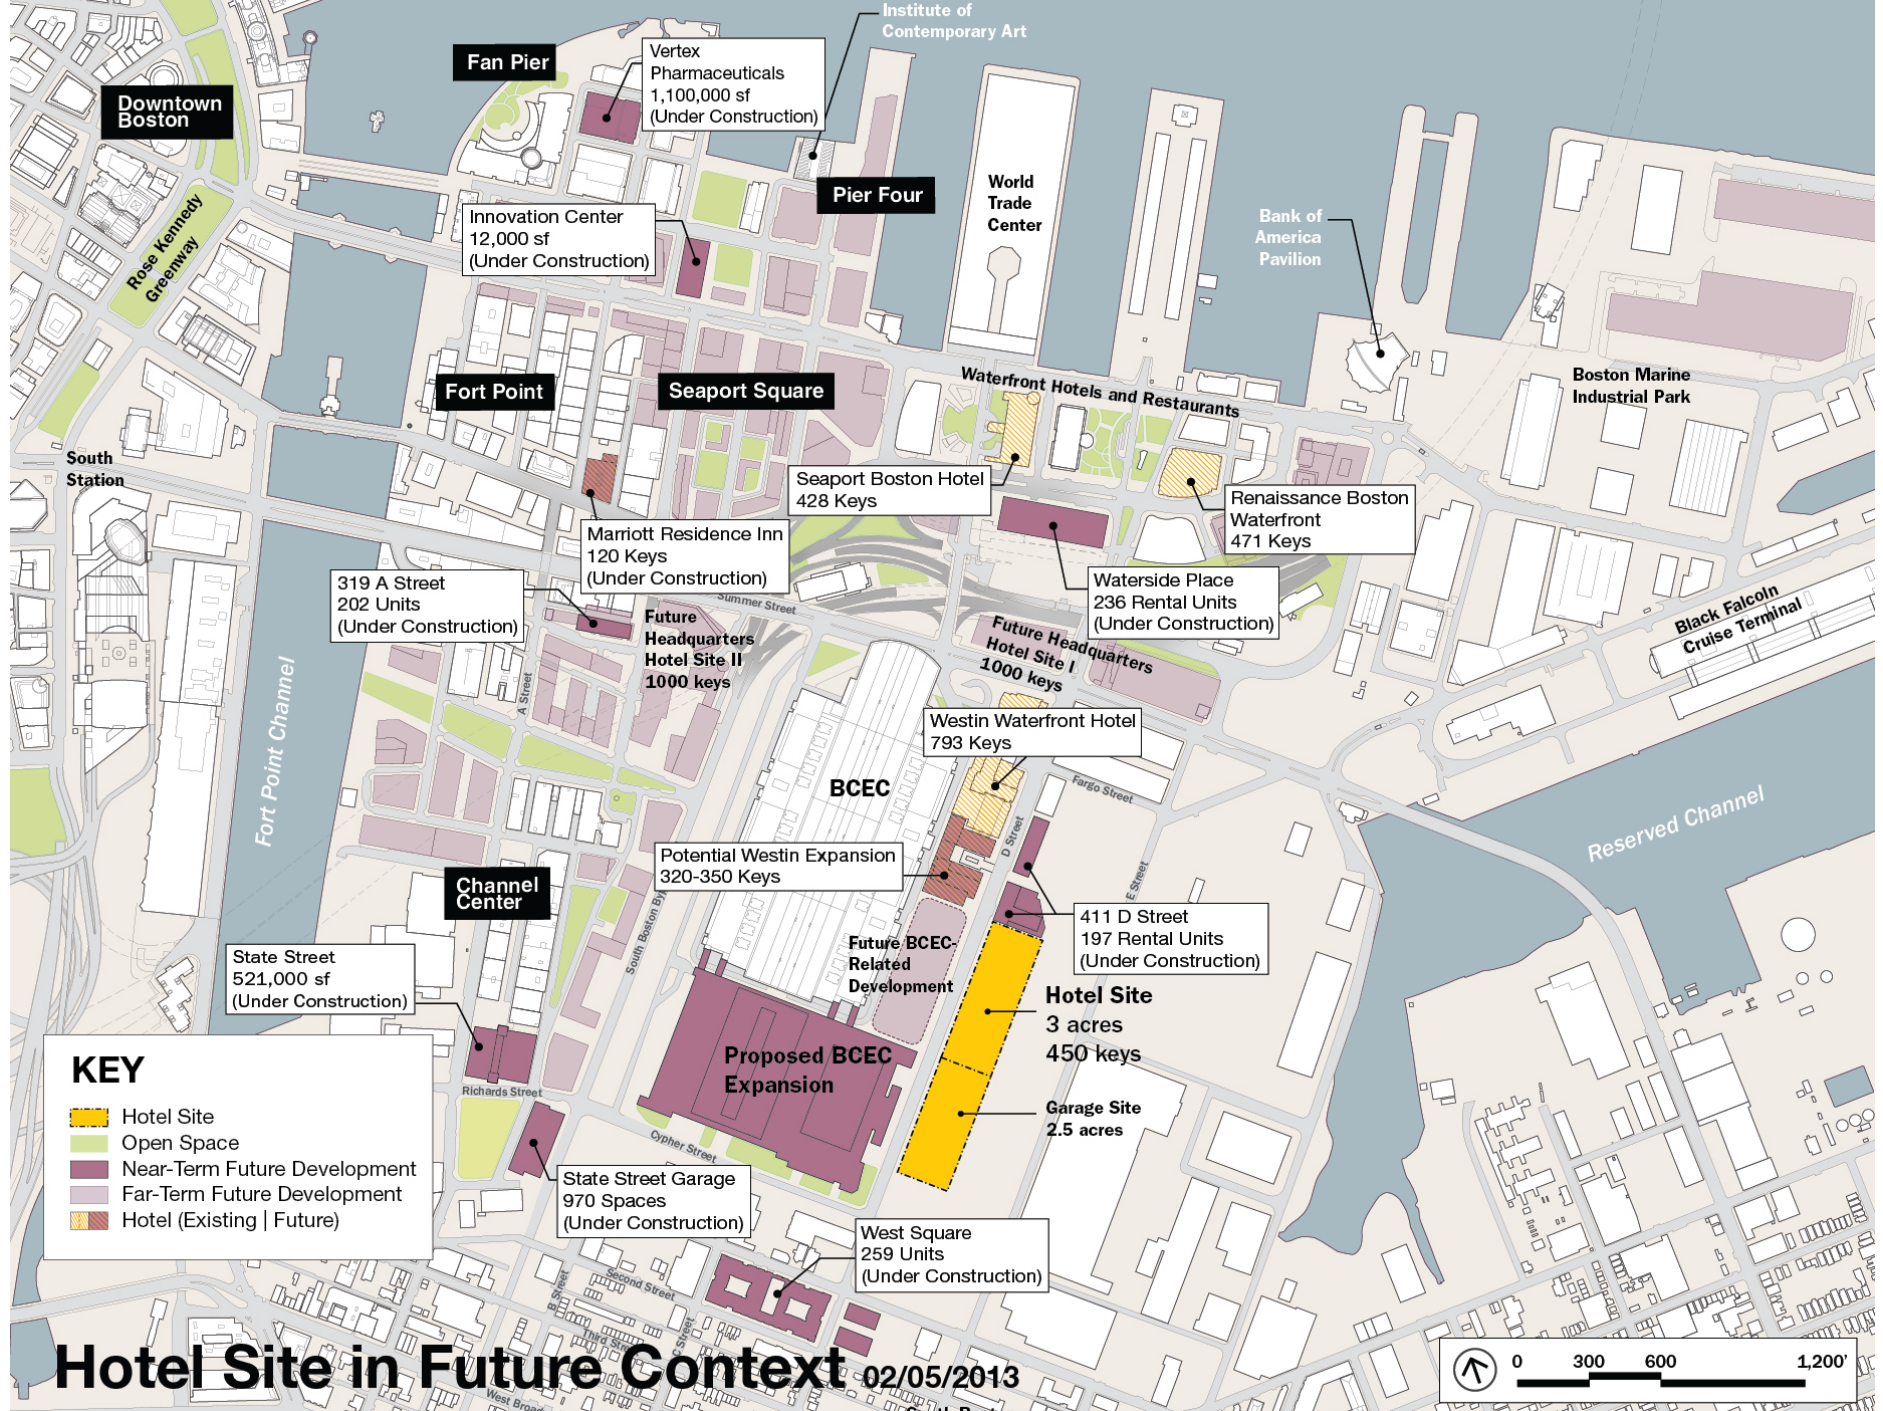 Institute of
Contemporary Art
Fan Pier
Vertex
Pharmaceuticals
1,100,000 sf
(Under Construction)
Downtown
Boston
Pier Four
World
Trade
Center
Innovation Center
12,000 sf
(Under Construction)
Bank of
America
Pavilion
Rose Kennedy
Greenway
Fort Point
Seaport Square
Waterfront Hotels and Restaurants
Boston Marine
Industrial Park
South
Station
Seaport Boston Hotel
428 Keys
Renaissance Boston
Waterfront
471 Keys
Marriott Residence Inn
120 Keys
(Under Construction)
319 A Street
202 Units
(Under Construction)
Waterside Place
236 Rental Units
(Under Construction)
Summer Street
Future
Headquarters
Hotel Site II
1000 keys
Future Headquarters
Hotel Site I
1000 keys
Black Falcoln
Cruise Terminal
A Street
Fort Point Channel
Westin Waterfront Hotel
793 Keys
BCEC
Fargo Street
Reserved Channel
D Street
Potential Westin Expansion
320-350 Keys
E Street
Channel
Center
411 D Street
197 Rental Units
(Under Construction)
South Boston By
Future BCEC-
Related
Development
State Street
521,000 sf
(Under Construction)
Hotel Site
3 acres
450 keys
Proposed BCEC
Expansion
Richards Street
Garage Site
2.5 acres
Cypher Street
KEY
Hotel Site
Open Space
Near-Term Future Development
Far-Term Future Development
Hotel (Existing | Future)
State Street Garage
970 Spaces
(Under Construction)
West Square
259 Units
(Under Construction)
B Street
Second Street
Third Street
C Street
Hotel Site in Future Context 02/05/2013
West Broad
0 300 600 1,200'